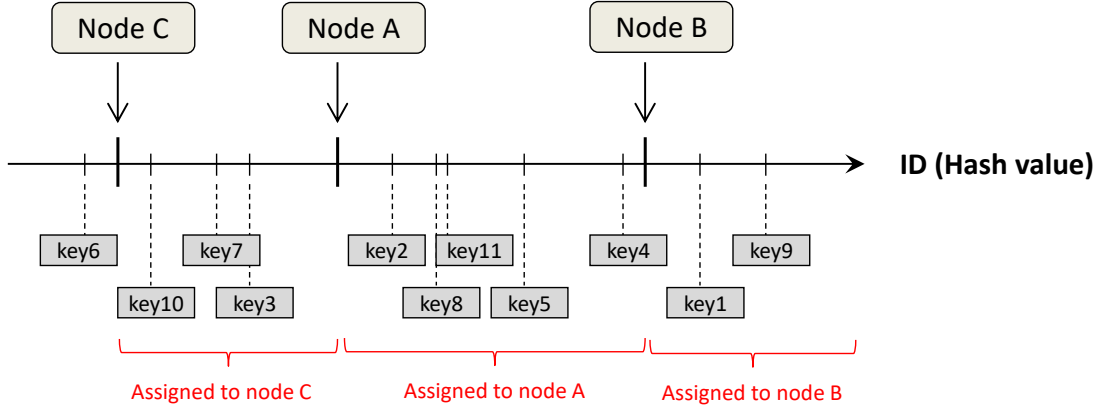 Node C
Node A
Node B
ID (Hash value)
key6
key7
key2
key11
key4
key9
key10
key3
key8
key5
key1
Assigned to node C
Assigned to node A
Assigned to node B